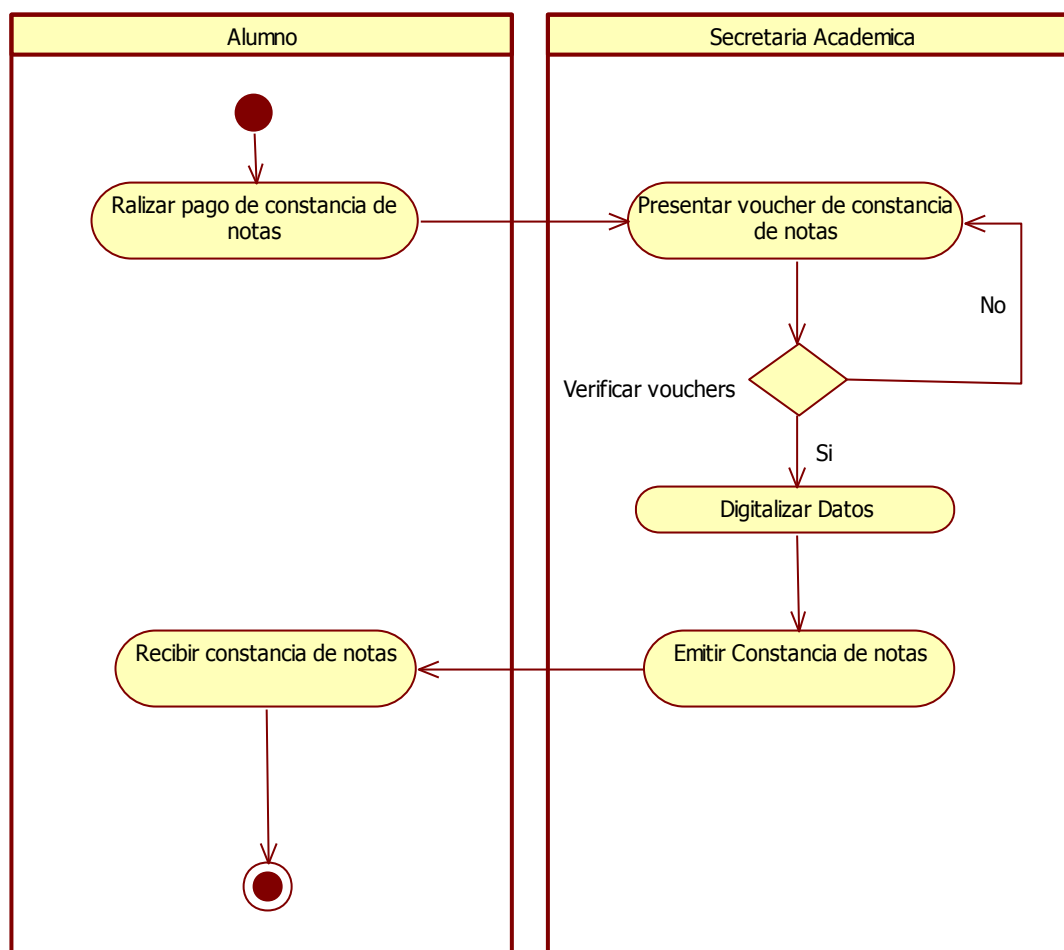 Alumno
Secretaria Academica
Ralizar pago de constancia de
notas
Presentar voucher de constancia
de notas
No
Verificar vouchers
Si
Digitalizar Datos
Recibir constancia de notas
Emitir Constancia de notas